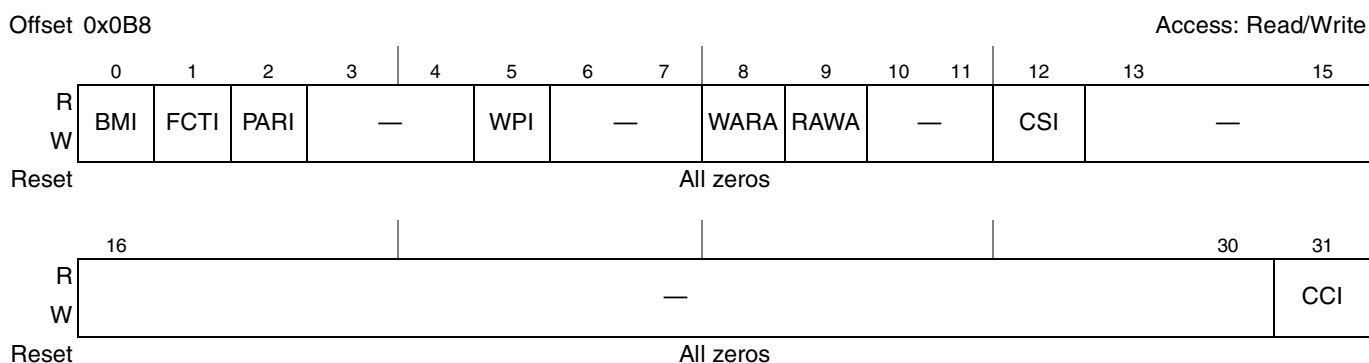 Offset 0x0B8 Access: Read/Write
0 1 2 3 4 5 6 7 8 9 10 11 12 13 15
R
W
BMI FCTI PARI — WPI — WARA RAWA — CSI —
Reset All zeros
16 30 31
R
W
— CCI
Reset All zeros